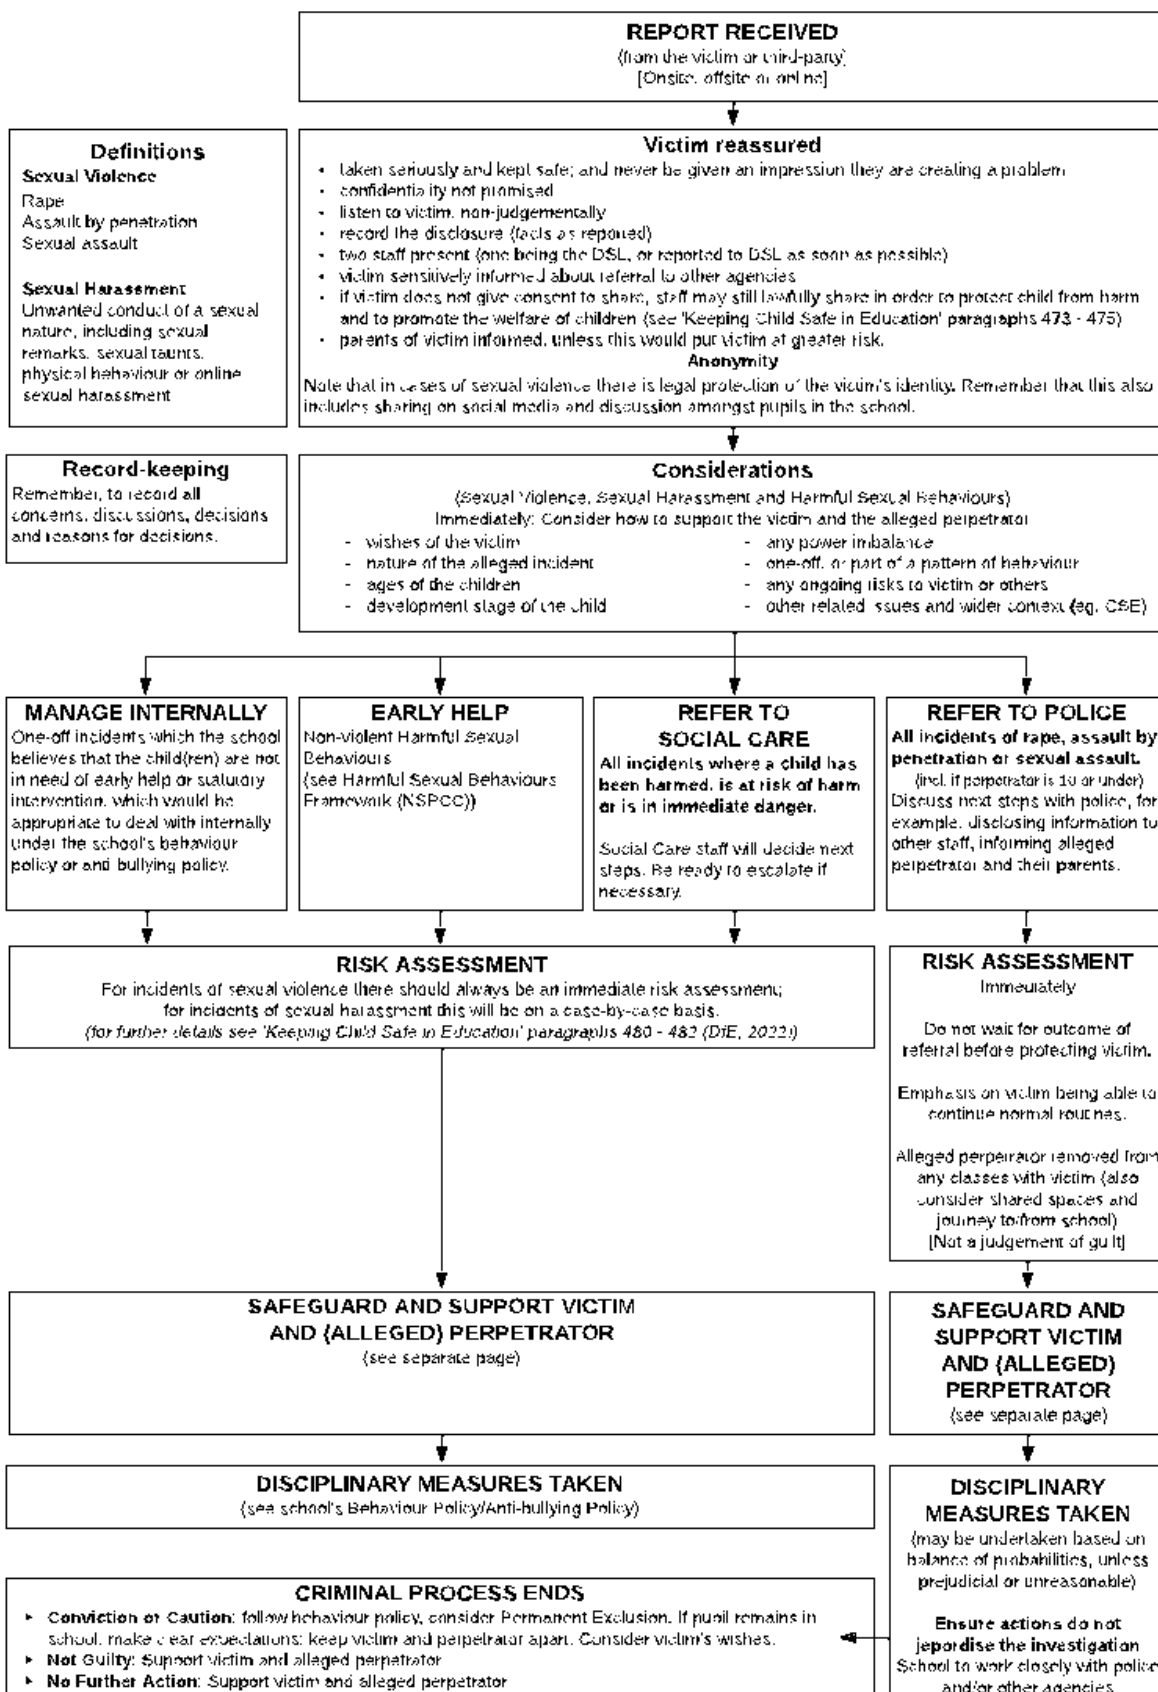 REPORT RECEIVED
(from the victim or third-party)
[Onsite, offsite or online]
Definitions
Sexual Violence
Rape
Assault by penetration
Sexual assault
Sexual Harassment
Unwanted conduct of a sexual
nature, including sexual
remarks, sexual taunts,
physical behaviour or online
sexual harassment
Victim reassured
• taken seriously and kept safe; and never be given an impression they are creating a problem
• confidentiality not promised
• listen to victim, non-judgementally
• record the disclosure (facts as reported)
• two staff present (one being the DSL, or reported to DSL as soon as possible)
• victim sensitively informed about referral to other agencies
• if victim does not give consent to share, staff may still lawfully share in order to protect child from harm
and to promote the welfare of children (see 'Keeping Child Safe in Education' paragraphs 473 - 475)
• parents of victim informed, unless this would put victim at greater risk.
Anonymity
Note that in cases of sexual violence there is legal protection of the victim's identity. Remember that this also
includes sharing on social media and discussion amongst pupils in the school.
Record-keeping
Remember, to record all
concerns, discussions, decisions
and reasons for decisions.
Considerations
(Sexual Violence, Sexual Harassment and Harmful Sexual Behaviours)
Immediately: Consider how to support the victim and the alleged perpetrator
- wishes of the victim
- nature of the alleged incident
- ages of the children
- development stage of the child
- any power imbalance
- one-off, or part of a pattern of behaviour
- any ongoing risks to victim or others
- other related issues and wider context (eg. CSE)
MANAGE INTERNALLY
One-off incidents which the school
believes that the child(ren) are not
in need of early help or statutory
intervention, which would be
appropriate to deal with internally
under the school's behaviour
policy or anti-bullying policy.
EARLY HELP
Non-violent Harmful Sexual
Behaviours
(see Harmful Sexual Behaviours
Framework (NSPCC))
REFER TO
SOCIAL CARE
All incidents where a child has
been harmed, is at risk of harm
or is in immediate danger.
Social Care staff will decide next
steps. Be ready to escalate if
necessary.
REFER TO POLICE
All incidents of rape, assault by
penetration or sexual assault.
(incl. if perpetrator is 10 or under)
Discuss next steps with police, for
example, disclosing information to
other staff, informing alleged
perpetrator and their parents.
RISK ASSESSMENT
For incidents of sexual violence there should always be an immediate risk assessment;
for incidents of sexual harassment this will be on a case-by-case basis.
(for further details see 'Keeping Child Safe in Education' paragraphs 480 - 482 (DfE, 2022))
RISK ASSESSMENT
Immediately
Do not wait for outcome of
referral before protecting victim.
Emphasis on victim being able to
continue normal routines.
Alleged perpetrator removed from
any classes with victim (also
consider shared spaces and
journey to/from school)
[Not a judgement of guilt]
SAFEGUARD AND SUPPORT VICTIM
AND (ALLEGED) PERPETRATOR
(see separate page)
SAFEGUARD AND
SUPPORT VICTIM
AND (ALLEGED)
PERPETRATOR
(see separate page)
DISCIPLINARY MEASURES TAKEN
(see school's Behaviour Policy/Anti-bullying Policy)
DISCIPLINARY
MEASURES TAKEN
(may be undertaken based on
balance of probabilities, unless
prejudicial or unreasonable)
Ensure actions do not
jepordise the investigation
School to work closely with police
and/or other agencies
CRIMINAL PROCESS ENDS
▸ Conviction or Caution: follow behaviour policy, consider Permanent Exclusion. If pupil remains in
school, make clear expectations; keep victim and perpetrator apart. Consider victim's wishes.
▸ Not Guilty: Support victim and alleged perpetrator
▸ No Further Action: Support victim and alleged perpetrator